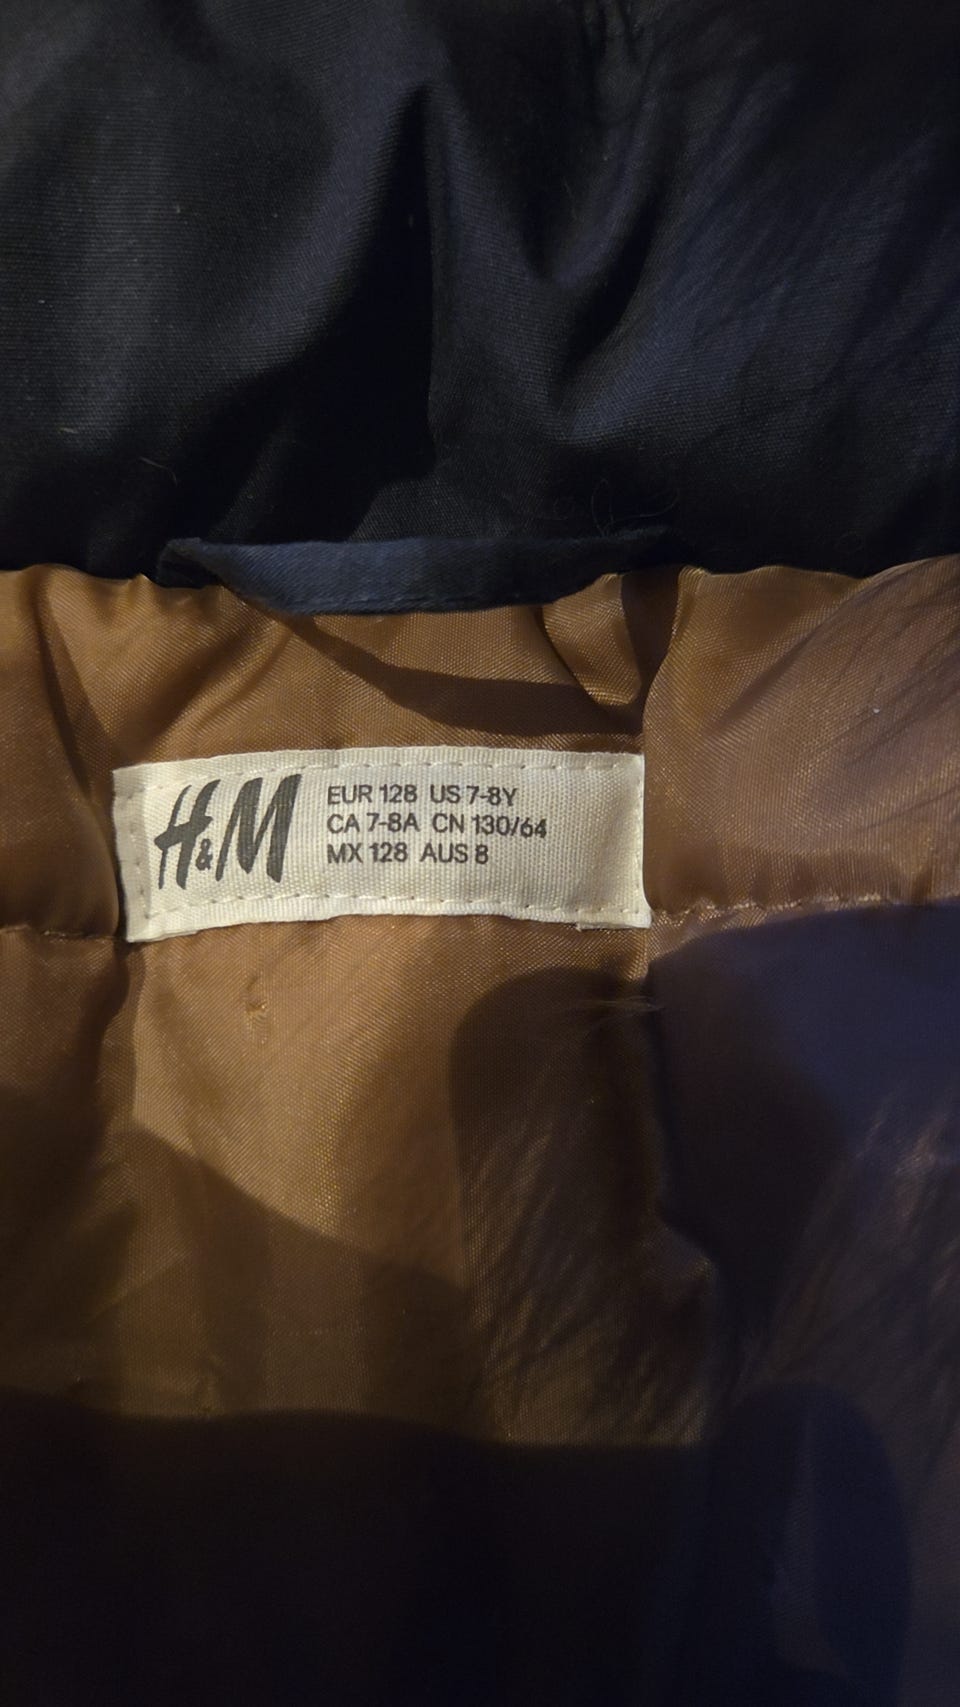 H&M
EUR 128 US 7-8Y
CA 7-8A CN 130/64
MX 128 AUS 8